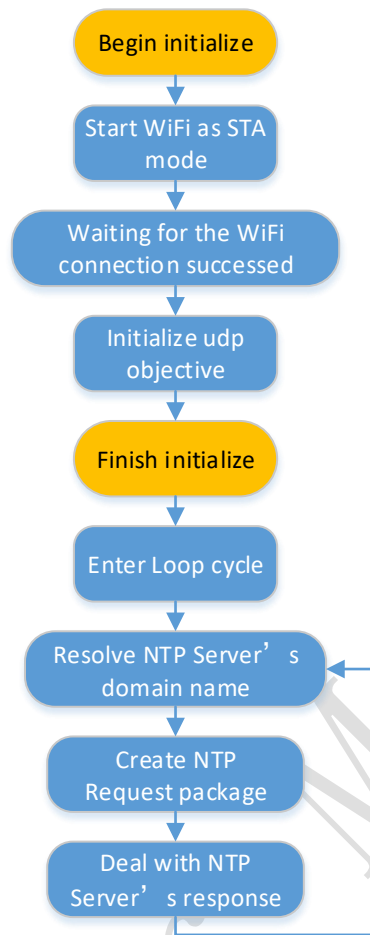 Begin initialize
Start WiFi as STA
mode
Waiting for the WiFi
connection successed
Initialize udp
objective
Finish initialize
Enter Loop cycle
Resolve NTP Server’s
domain name
Create NTP
Request package
Deal with NTP
Server’s response